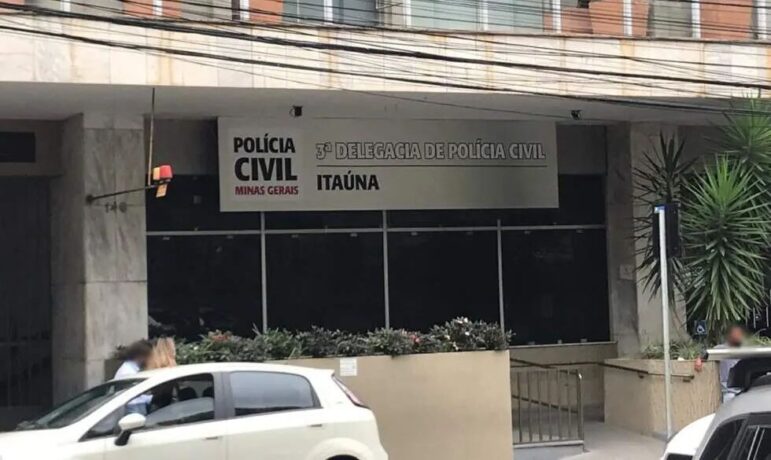 POLÍCIA
CIVIL
MINAS GERAIS
3ª DELEGACIA DE POLÍCIA CIVIL
ITAÚNA